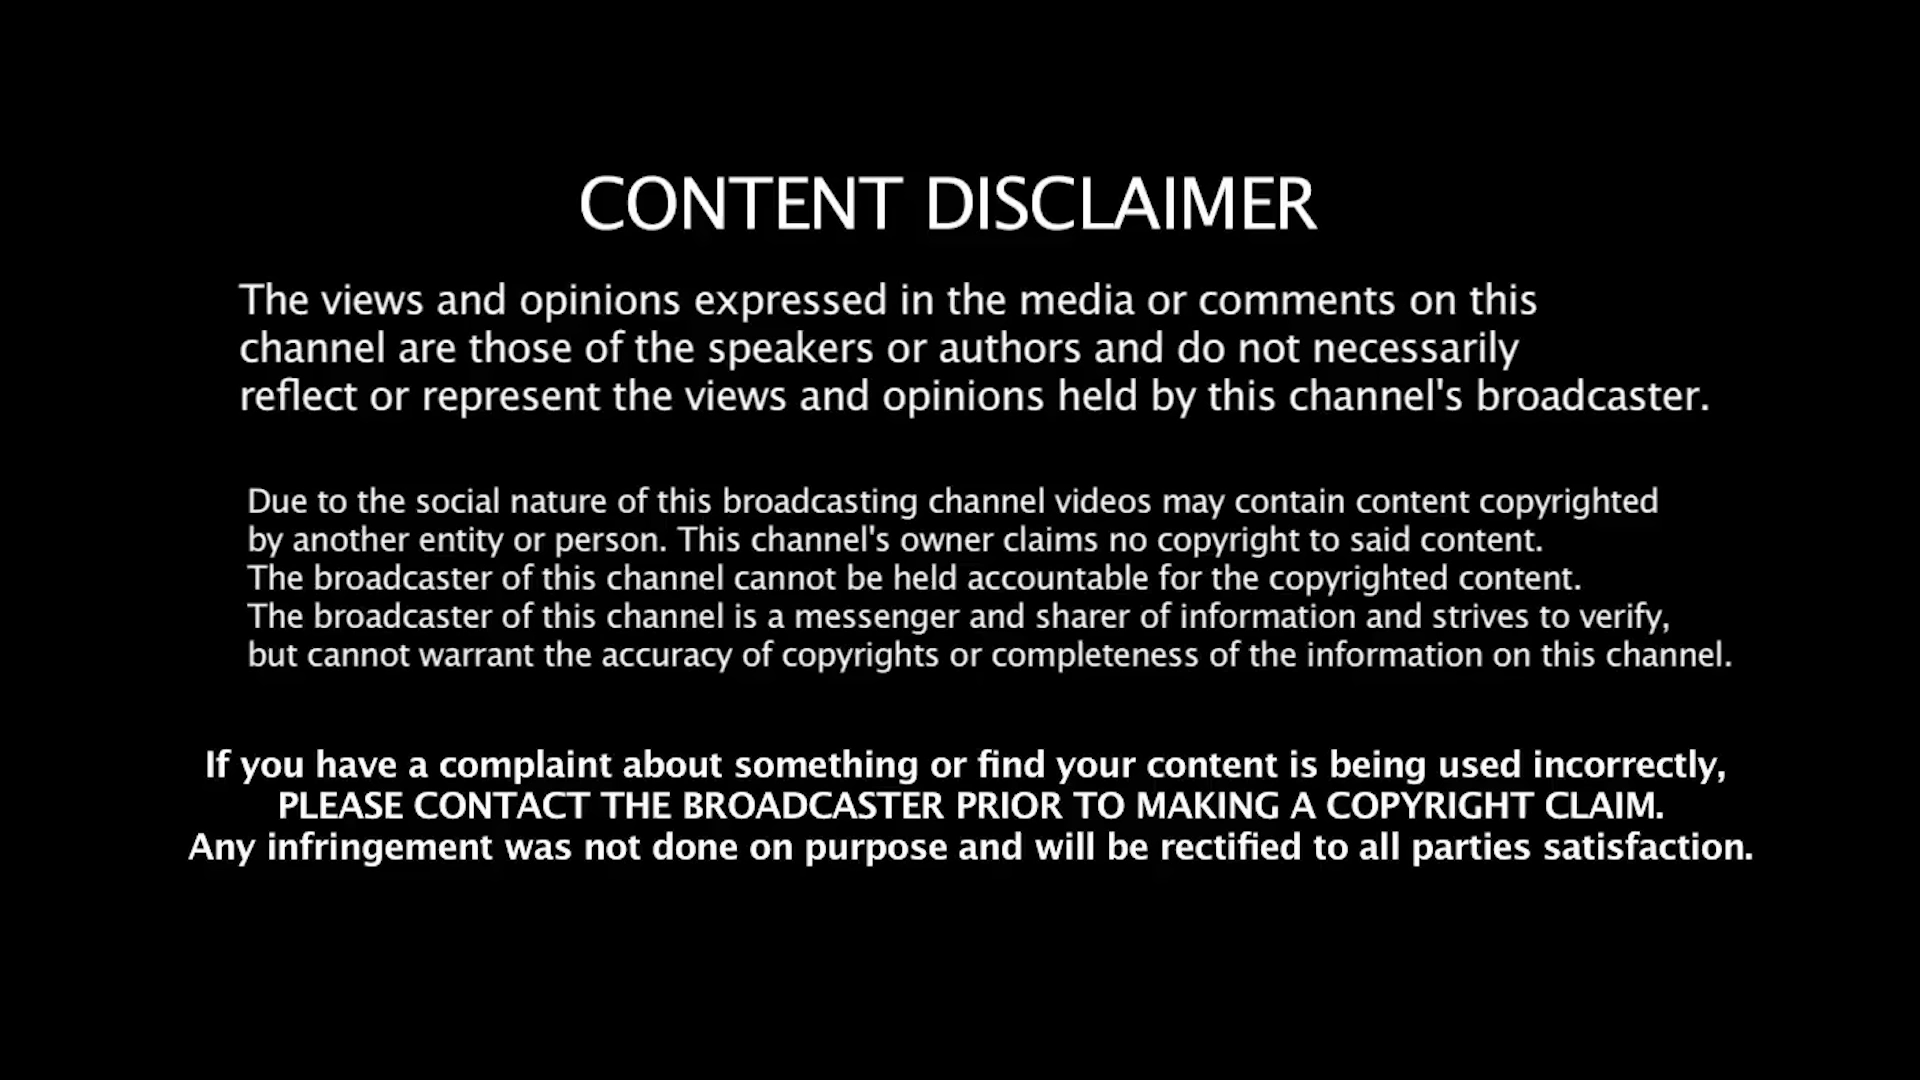 CONTENT DISCLAIMER
The views and opinions expressed in the media or comments on this
channel are those of the speakers or authors and do not necessarily
reflect or represent the views and opinions held by this channel's broadcaster.
Due to the social nature of this broadcasting channel videos may contain content copyrighted
by another entity or person. This channel's owner claims no copyright to said content.
The broadcaster of this channel cannot be held accountable for the copyrighted content.
The broadcaster of this channel is a messenger and sharer of information and strives to verify,
but cannot warrant the accuracy of copyrights or completeness of the information on this channel.
If you have a complaint about something or find your content is being used incorrectly,
PLEASE CONTACT THE BROADCASTER PRIOR TO MAKING A COPYRIGHT CLAIM.
Any infringement was not done on purpose and will be rectified to all parties satisfaction.